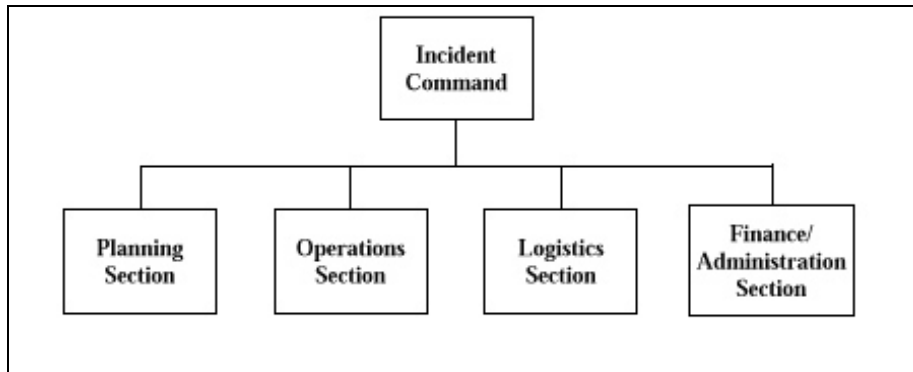 Incident
Command
Planning
Section
Operations
Section
Logistics
Section
Finance/
Administration
Section